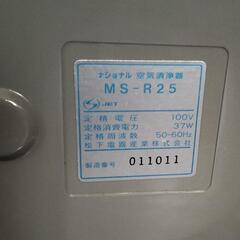 ナショナル 空気清浄器
MS-R25
JET
定格電圧 100V
定格消費電力 37W
定格周波数 50-60Hz
松下電器産業株式会社
製造番号 011011